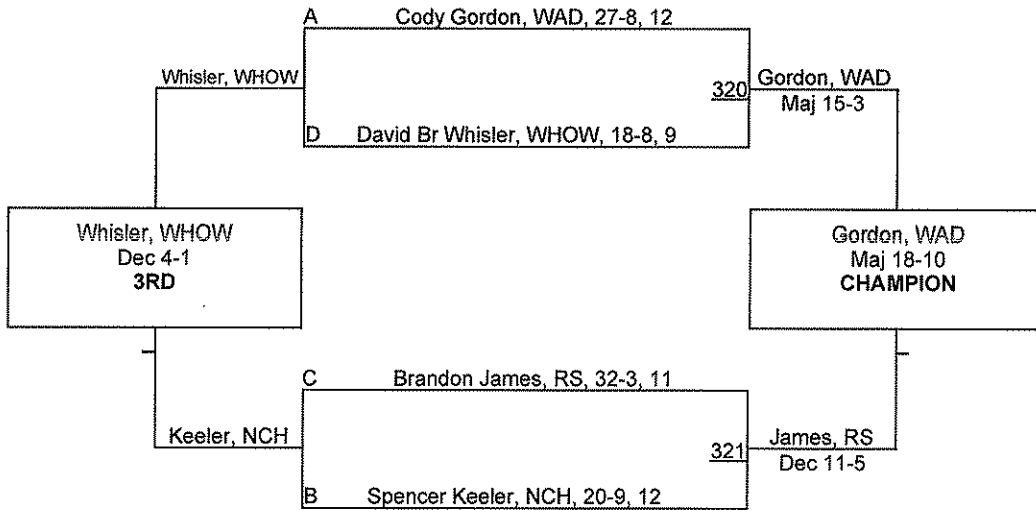 A Cody Gordon, WAD, 27-8, 12
Whisler, WHOW
320
Gordon, WAD
Maj 15-3
D David Br Whisler, WHOW, 18-8, 9
Whisler, WHOW
Dec 4-1
3RD
Gordon, WAD
Maj 18-10
CHAMPION
C Brandon James, RS, 32-3, 11
Keeler, NCH
321
James, RS
Dec 11-5
B Spencer Keeler, NCH, 20-9, 12